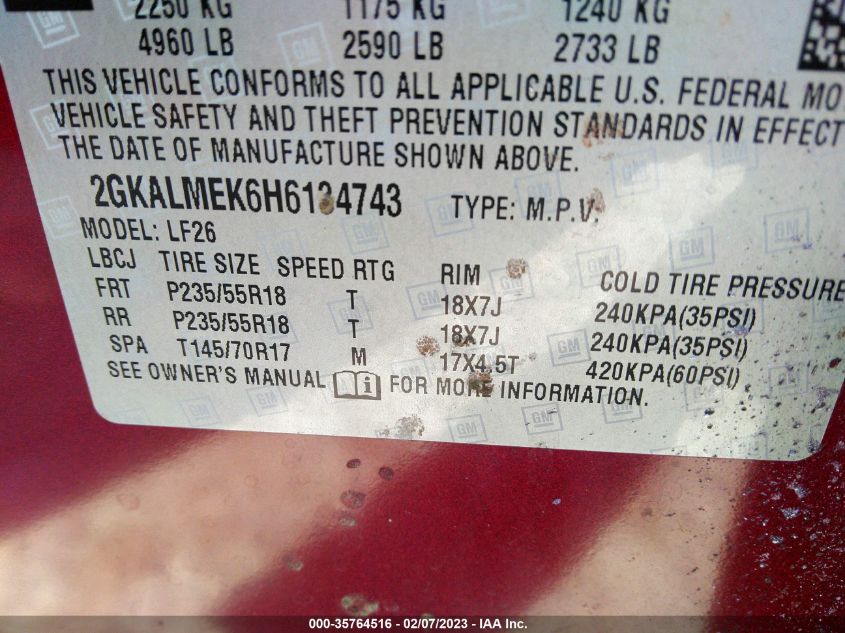 2250 KG 1175 KG 1240 KG
4960 LB 2590 LB 2733 LB
THIS VEHICLE CONFORMS TO ALL APPLICABLE U.S. FEDERAL MO
VEHICLE SAFETY AND THEFT PREVENTION STANDARDS IN EFFECT
THE DATE OF MANUFACTURE SHOWN ABOVE.
2GKALMEK6H6134743 TYPE: M.P.V.
MODEL: LF26
LBCJ TIRE SIZE SPEED RTG RIM COLD TIRE PRESSURE
FRT P235/55R18 T 18X7J 240KPA(35PSI)
RR P235/55R18 T 18X7J 240KPA(35PSI)
SPA T145/70R17 M 17X4.5T 420KPA(60PSI)
SEE OWNER'S MANUAL i FOR MORE INFORMATION.
000-35764516 - 02/07/2023 - IAA Inc.